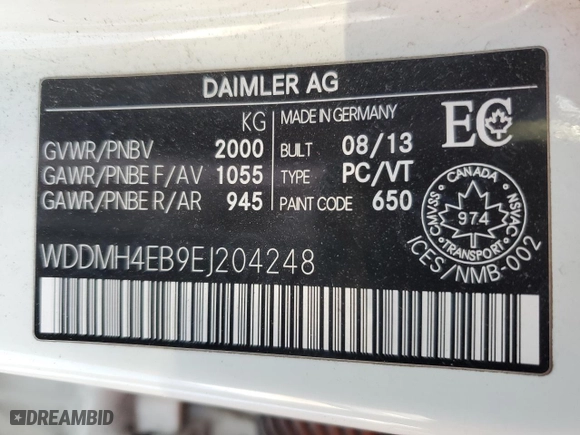 DAIMLER AG
KG
MADE IN GERMANY
EC
GVWR/PNBV 2000
BUILT 08/13
GAWR/PNBE F/AV 1055
TYPE PC/VT
GAWR/PNBE R/AR 945
PAINT CODE 650
CANADA
CMVSS
974
NSVAC
TRANSPORT
ICES/NMB-002
WDDMH4EB9EJ204248
DREAMBID